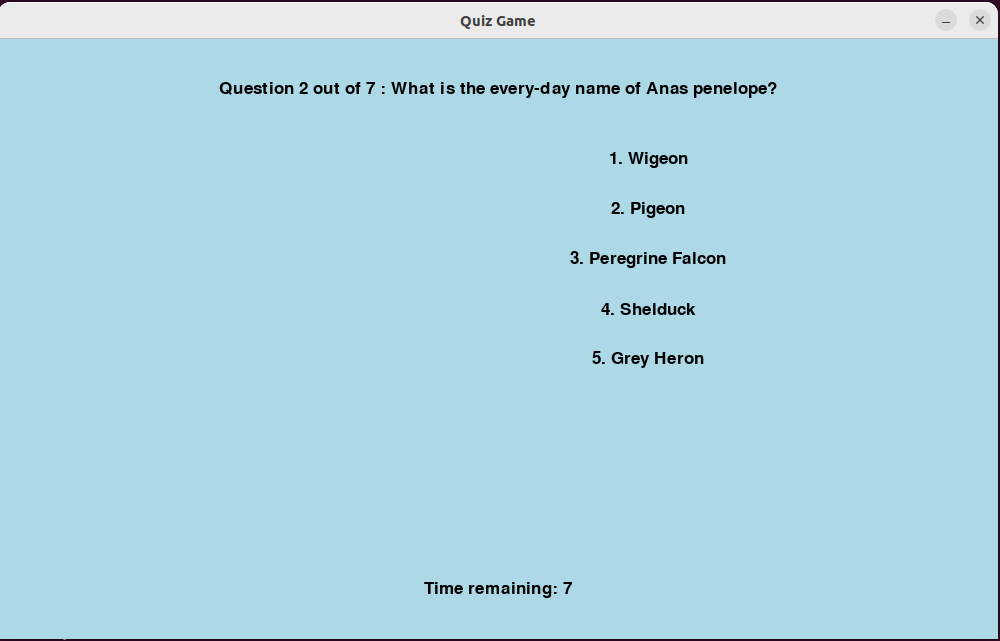 Quiz Game
Question 2 out of 7 : What is the every-day name of Anas penelope?
1. Wigeon
2. Pigeon
3. Peregrine Falcon
4. Shelduck
5. Grey Heron
Time remaining: 7